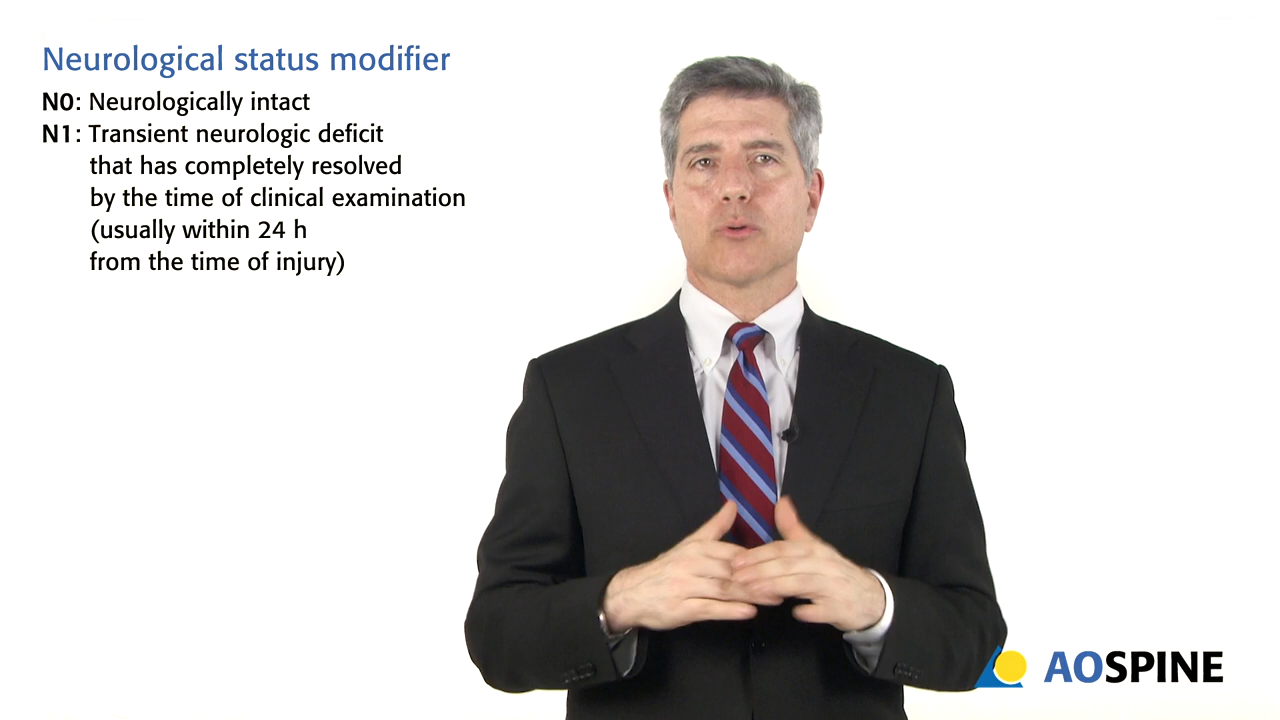 Neurological status modifier
N0: Neurologically intact
N1: Transient neurologic deficit
that has completely resolved
by the time of clinical examination
(usually within 24 h
from the time of injury)
AOSPINE